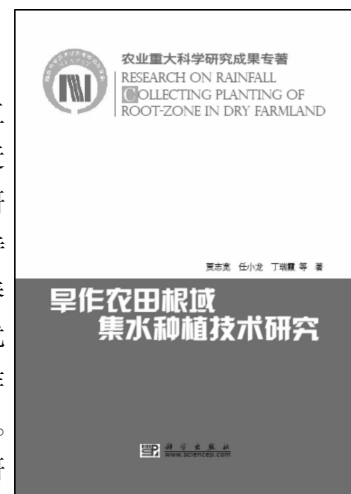 农业重大科学研究成果专著
RESEARCH ON RAINFALL
COLLECTING PLANTING OF
ROOT-ZONE IN DRY FARMLAND
贾志宽 任小龙 丁瑞霞 等 著
旱作农田根域
集水种植技术研究
科学出版社
www.sciencep.com